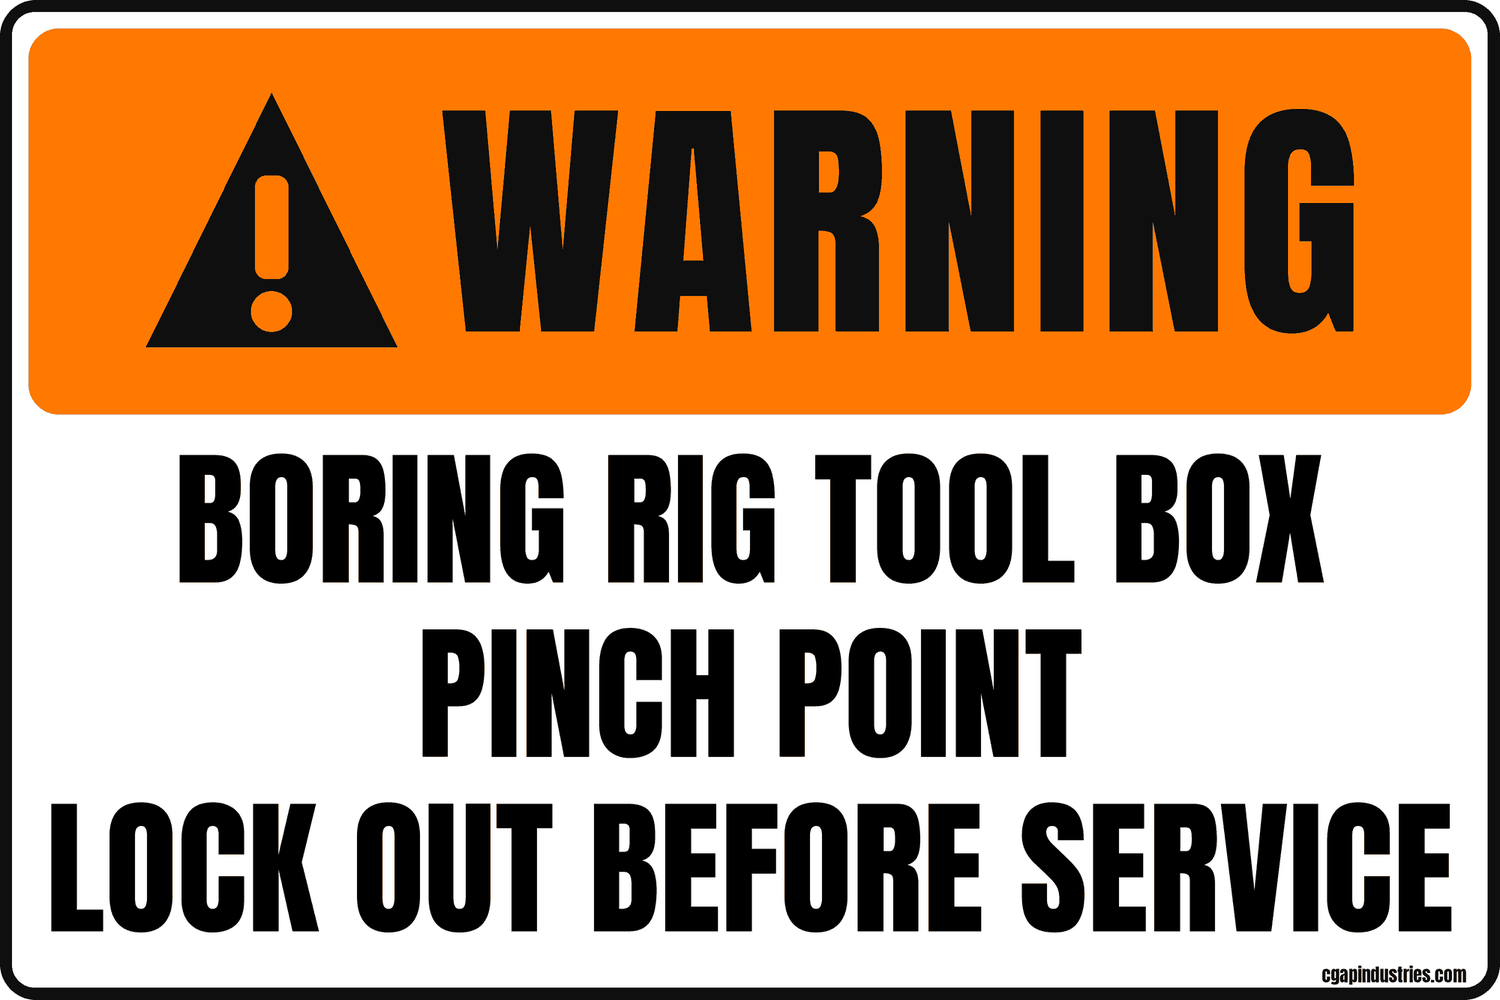 WARNING
BORING RIG TOOL BOX
PINCH POINT
LOCK OUT BEFORE SERVICE
cgapindustries.com